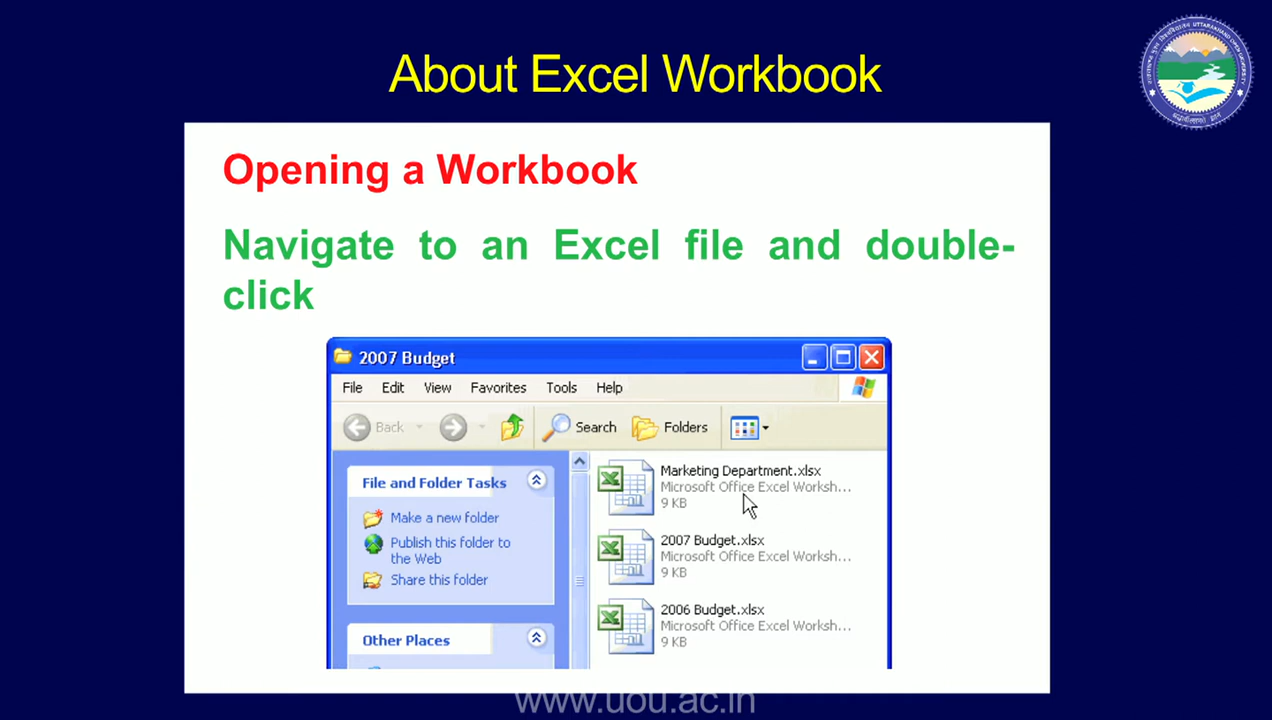 About Excel Workbook
UTTARAKHAND OPEN UNIVERSITY
Opening a Workbook
Navigate to an Excel file and double-
click
2007 Budget
File Edit View Favorites Tools Help
Back Search Folders
File and Folder Tasks
Make a new folder
Publish this folder to
the Web
Share this folder
Other Places
Marketing Department.xlsx
Microsoft Office Excel Worksh...
9 KB
2007 Budget.xlsx
Microsoft Office Excel Worksh...
9 KB
2006 Budget.xlsx
Microsoft Office Excel Worksh...
9 KB
www.uou.ac.in